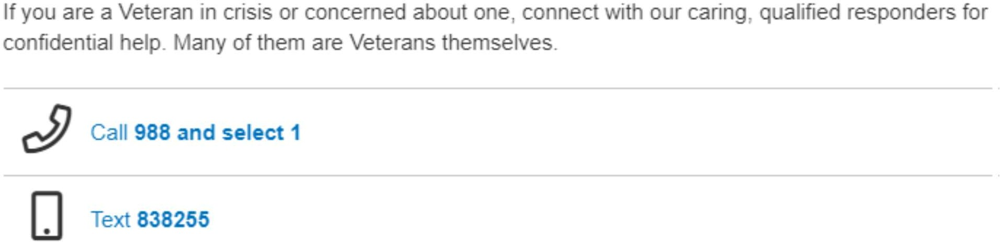 If you are a Veteran in crisis or concerned about one, connect with our caring, qualified responders for
confidential help. Many of them are Veterans themselves.
Call 988 and select 1
Text 838255